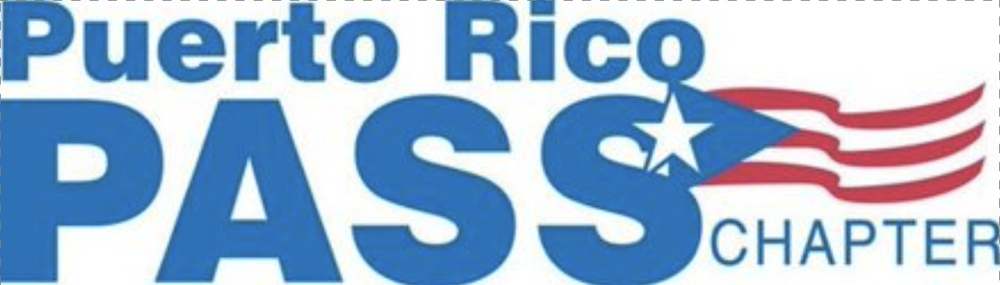 Puerto Rico
PASS
CHAPTER